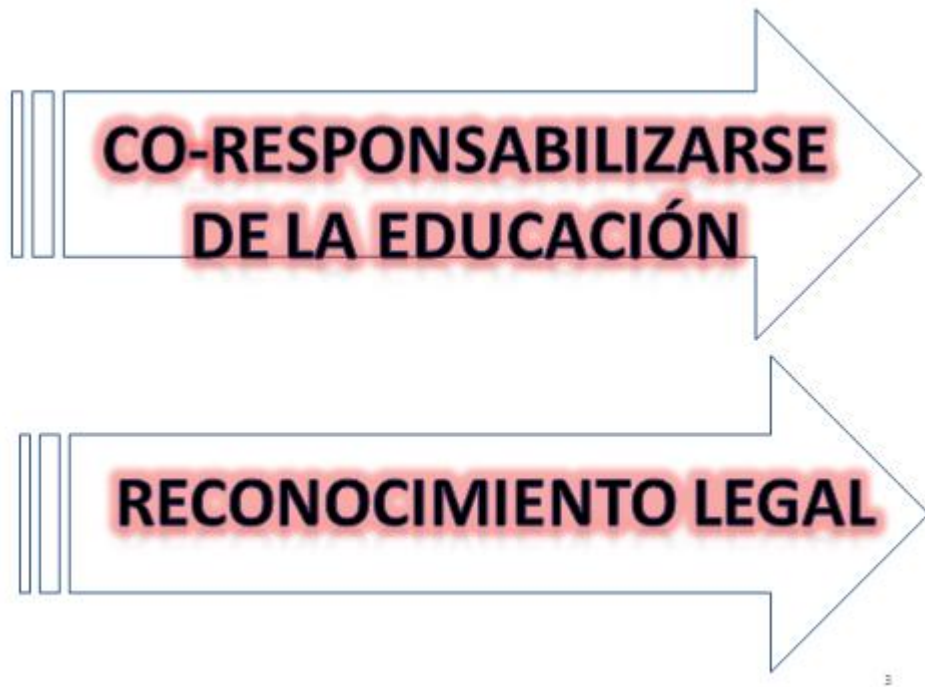 CO-RESPONSABILIZARSE
DE LA EDUCACIÓN
RECONOCIMIENTO LEGAL